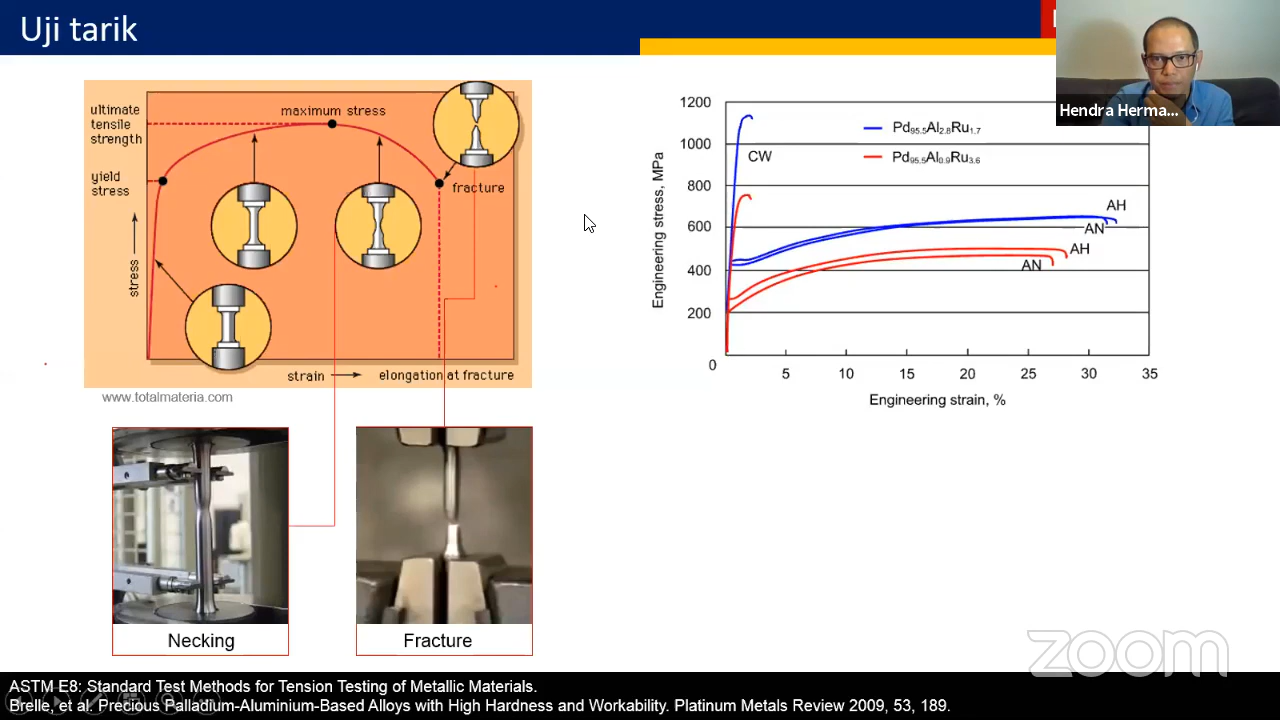 Uji tarik
Hendra Herma...
ultimate
tensile
strength
maximum stress
yield
stress
fracture
stress
strain
elongation at fracture
www.totalmateria.com
Necking
Fracture
1200
1000
800
600
400
200
0
5
10
15
20
25
30
35
Engineering stress, MPa
Engineering strain, %
Pd95.5Al2.8Ru1.7
Pd95.5Al0.9Ru3.6
CW
AH
AN
AH
AN
zoom
ASTM E8: Standard Test Methods for Tension Testing of Metallic Materials.
Brelle, et al. Precious Palladium-Aluminium-Based Alloys with High Hardness and Workability. Platinum Metals Review 2009, 53, 189.